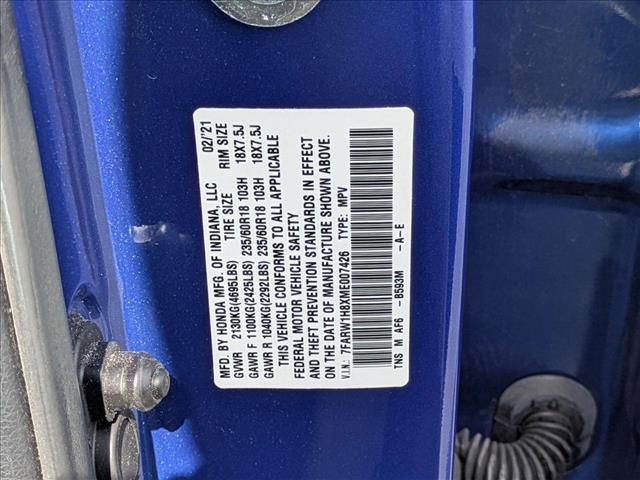 MFD. BY HONDA MFG. OF INDIANA, LLC 02/'21
GVWR 2130KG(4695LBS) TIRE SIZE RIM SIZE
GAWR F 1100KG(2425LBS) 235/60R18 103H 18X7.5J
GAWR R 1040KG(2292LBS) 235/60R18 103H 18X7.5J
THIS VEHICLE CONFORMS TO ALL APPLICABLE
FEDERAL MOTOR VEHICLE SAFETY
AND THEFT PREVENTION STANDARDS IN EFFECT
ON THE DATE OF MANUFACTURE SHOWN ABOVE.
V.I.N.: 7FARW1H8XME007426 TYPE: MPV
TNS M AF6 -B593M -A-E